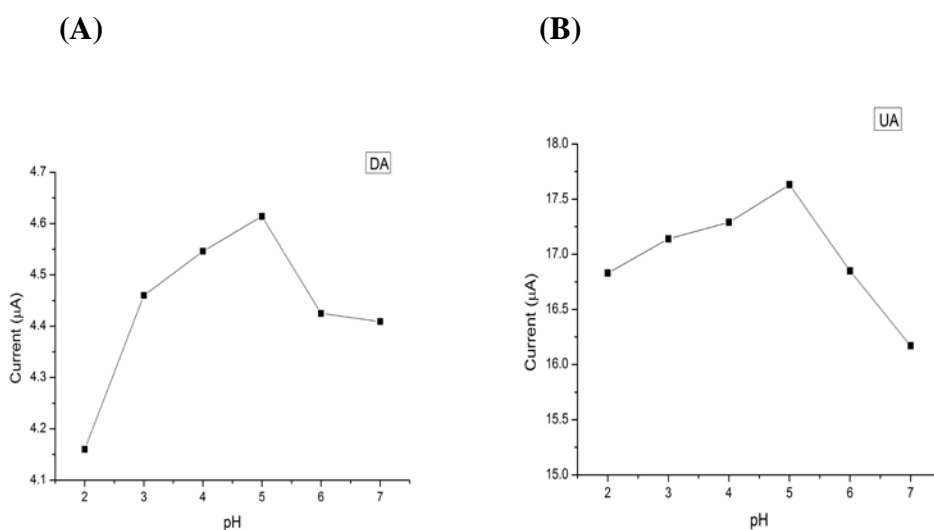 (A)
(B)
DA
4.7
4.6
4.5
4.4
4.3
4.2
4.1
Current (μA)
2 3 4 5 6 7
pH
UA
18.0
17.5
17.0
16.5
16.0
15.5
15.0
Current (μA)
2 3 4 5 6 7
pH